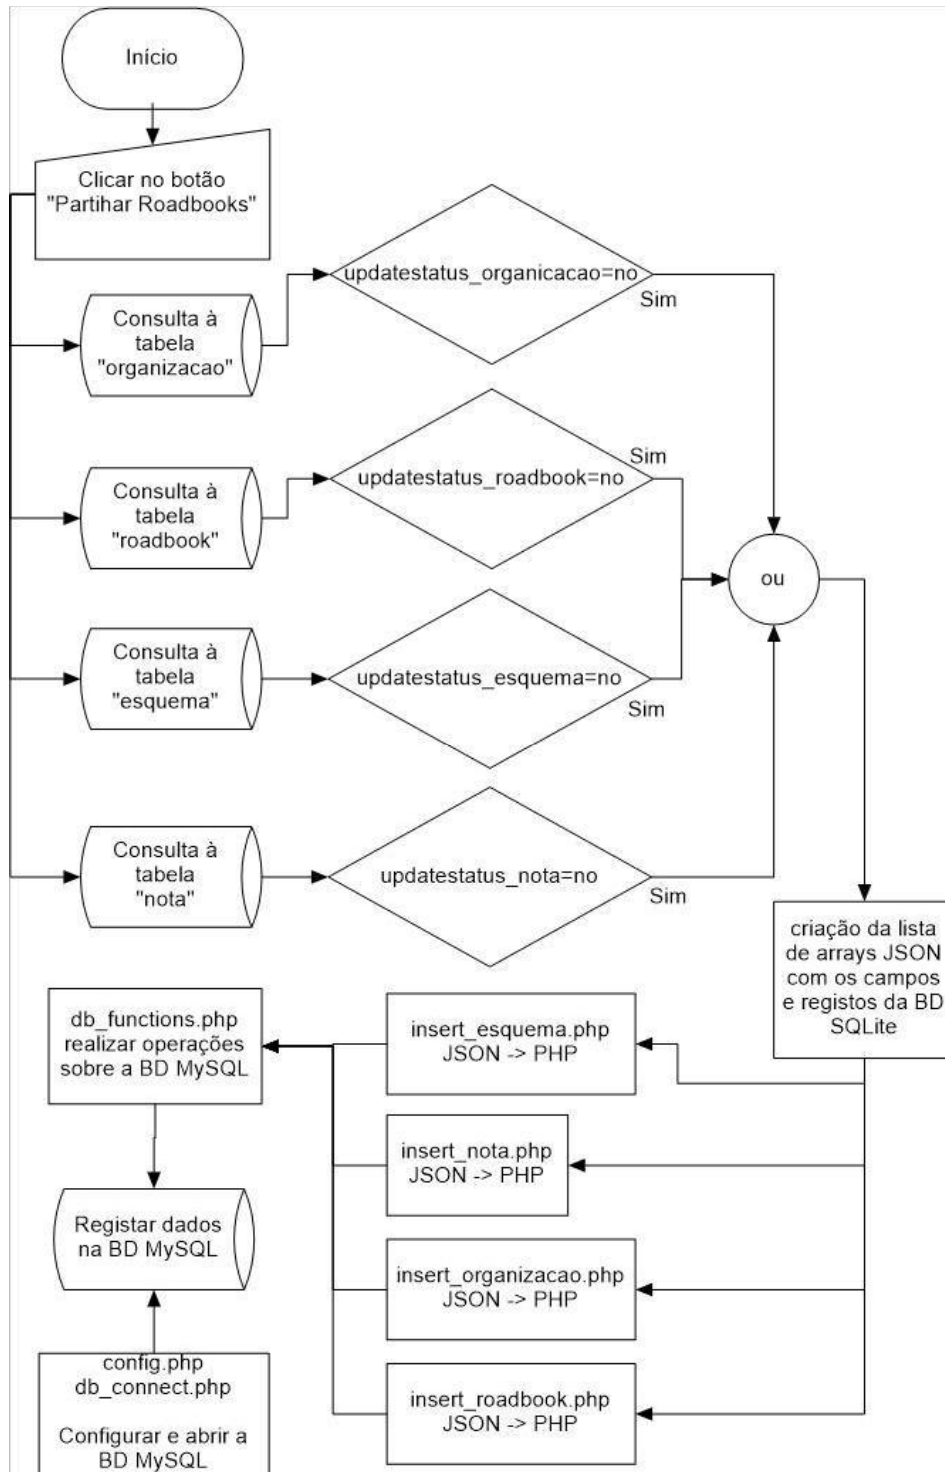 Início
Clicar no botão
"Partihar Roadbooks"
updatestatus_organicacao=no
Sim
Consulta à
tabela
"organizacao"
Sim
updatestatus_roadbook=no
Consulta à
tabela
"roadbook"
ou
Consulta à
tabela
"esquema"
updatestatus_esquema=no
Sim
Consulta à
tabela
"nota"
updatestatus_nota=no
Sim
criação da lista
de arrays JSON
com os campos
e registos da BD
SQLite
db_functions.php
realizar operações
sobre a BD MySQL
insert_esquema.php
JSON -> PHP
insert_nota.php
JSON -> PHP
Registar dados
na BD MySQL
insert_organizacao.php
JSON -> PHP
config.php
db_connect.php
Configurar e abrir a
BD MySQL
insert_roadbook.php
JSON -> PHP